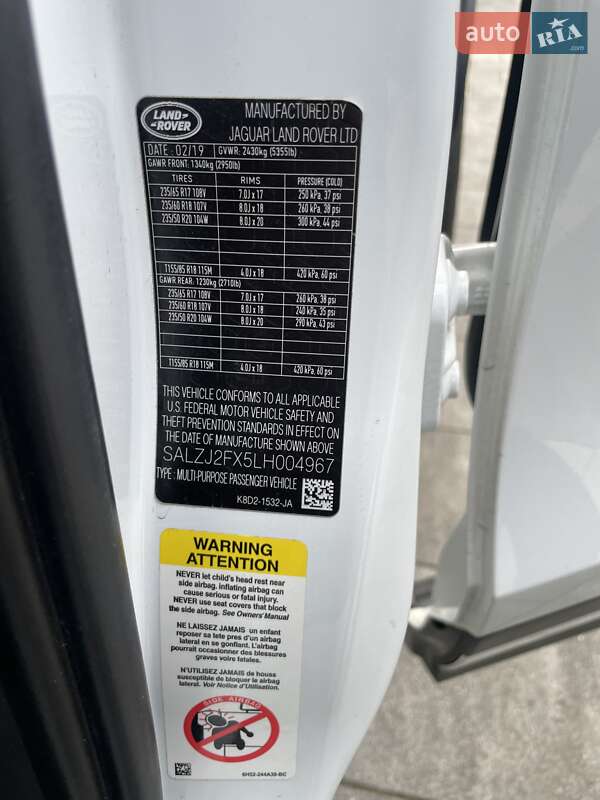 auto RIA.com
LAND ROVER
MANUFACTURED BY
JAGUAR LAND ROVER LTD
DATE: 02/19 GVWR: 2430kg (5355lb)
GAWR FRONT: 1340kg (2950lb)
TIRES RIMS PRESSURE (COLD)
235/65 R17 108V 7.0J x 17 250 kPa, 37 psi
235/60 R18 107V 8.0J x 18 260 kPa, 38 psi
235/50 R20 104W 8.0J x 20 300 kPa, 44 psi
T155/85 R18 115M 4.0J x 18 420 kPa, 60 psi
GAWR REAR: 1230kg (2710lb)
235/65 R17 108V 7.0J x 17 260 kPa, 38 psi
235/60 R18 107V 8.0J x 18 240 kPa, 35 psi
235/50 R20 104W 8.0J x 20 290 kPa, 43 psi
T155/85 R18 115M 4.0J x 18 420 kPa, 60 psi
THIS VEHICLE CONFORMS TO ALL APPLICABLE
U.S. FEDERAL MOTOR VEHICLE SAFETY AND
THEFT PREVENTION STANDARDS IN EFFECT ON
THE DATE OF MANUFACTURE SHOWN ABOVE
SALZJ2FX5LH004967
TYPE: MULTI-PURPOSE PASSENGER VEHICLE
K8D2-1532-JA
WARNING
ATTENTION
NEVER let child's head rest near
side airbag. inflating airbag can
cause serious or fatal injury.
NEVER use seat covers that block
the side airbag. See Owners' Manual
NE LAISSEZ JAMAIS un enfant
reposer sa tete pres d'un airbag
lateral en se gonflant. L'airbag
pourrait occasionner des blessures
graves voire fatales.
N'UTILISEZ JAMAIS de housse
susceptible de bloquer le airbag
lateral. Voir Notice d'Utilisation.
SIDE AIRBAG
6H52-244A35-BC